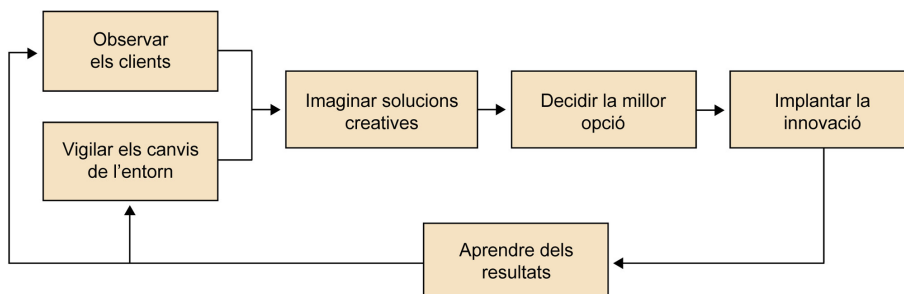 Observar
els clients
Vigilar els canvis
de l’entorn
Imaginar solucions
creatives
Decidir la millor
opció
Implantar la
innovació
Aprendre dels
resultats